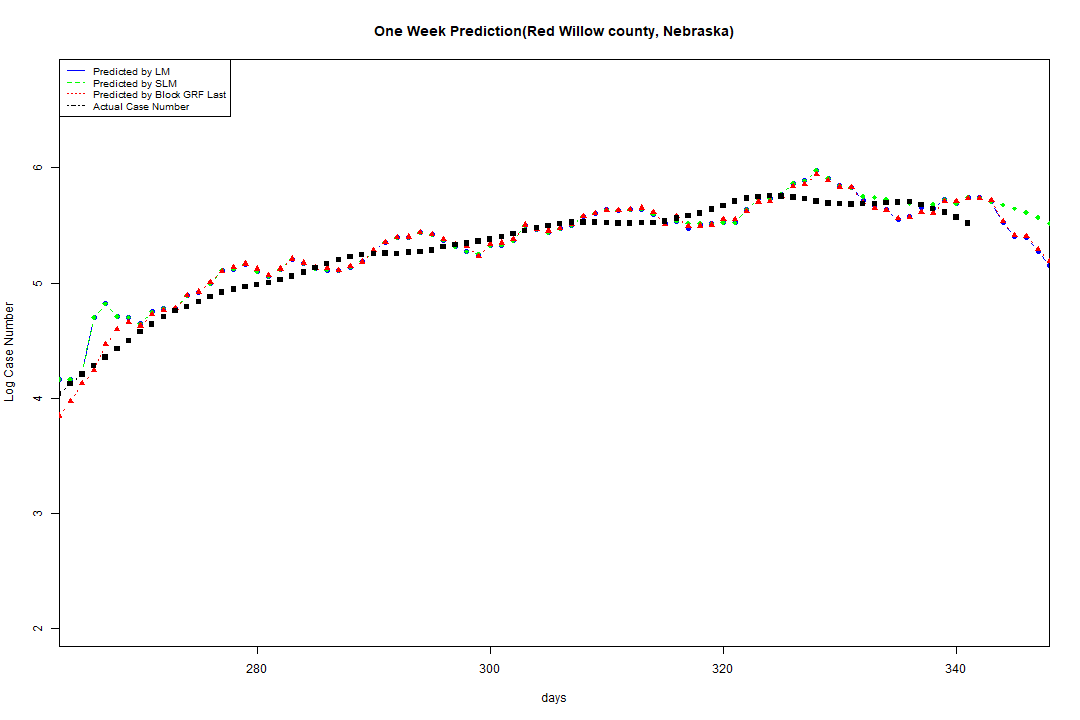 One Week Prediction(Red Willow county, Nebraska)
Predicted by LM
Predicted by SLM
Predicted by Block GRF Last
Actual Case Number
6
5
4
3
2
Log Case Number
280 300 320 340
days